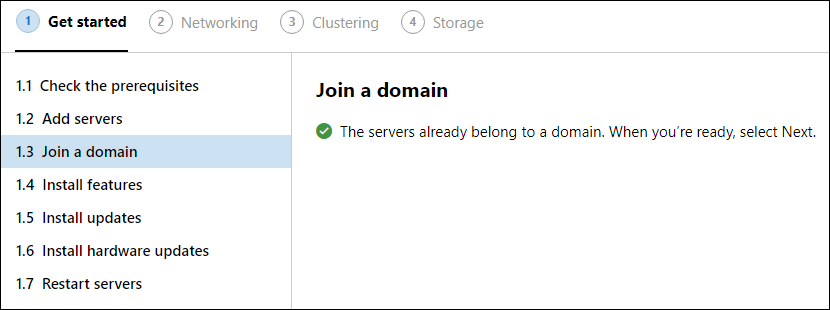 1 Get started 2 Networking 3 Clustering 4 Storage
1.1 Check the prerequisites
1.2 Add servers
1.3 Join a domain
1.4 Install features
1.5 Install updates
1.6 Install hardware updates
1.7 Restart servers
Join a domain
The servers already belong to a domain. When you’re ready, select Next.